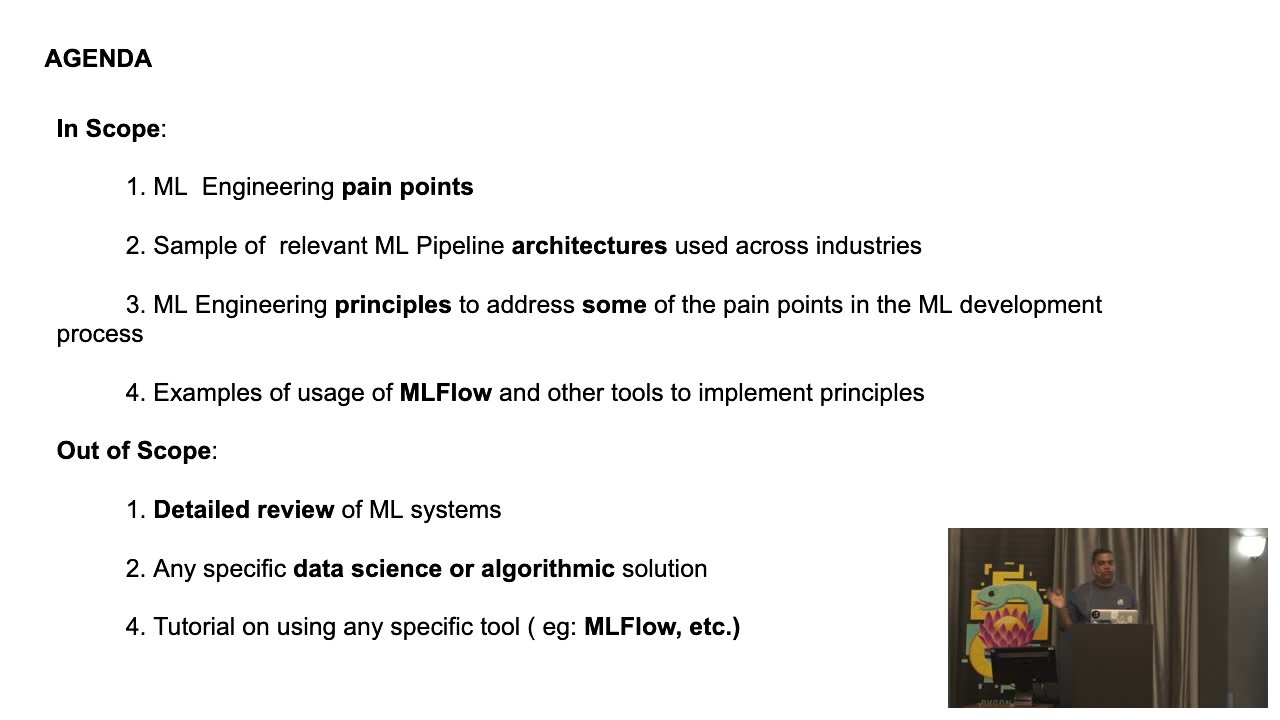 AGENDA
In Scope:
1. ML  Engineering pain points
2. Sample of  relevant ML Pipeline architectures used across industries
3. ML Engineering principles to address some of the pain points in the ML development
process
4. Examples of usage of MLFlow and other tools to implement principles
Out of Scope:
1. Detailed review of ML systems
2. Any specific data science or algorithmic solution
4. Tutorial on using any specific tool ( eg: MLFlow, etc.)